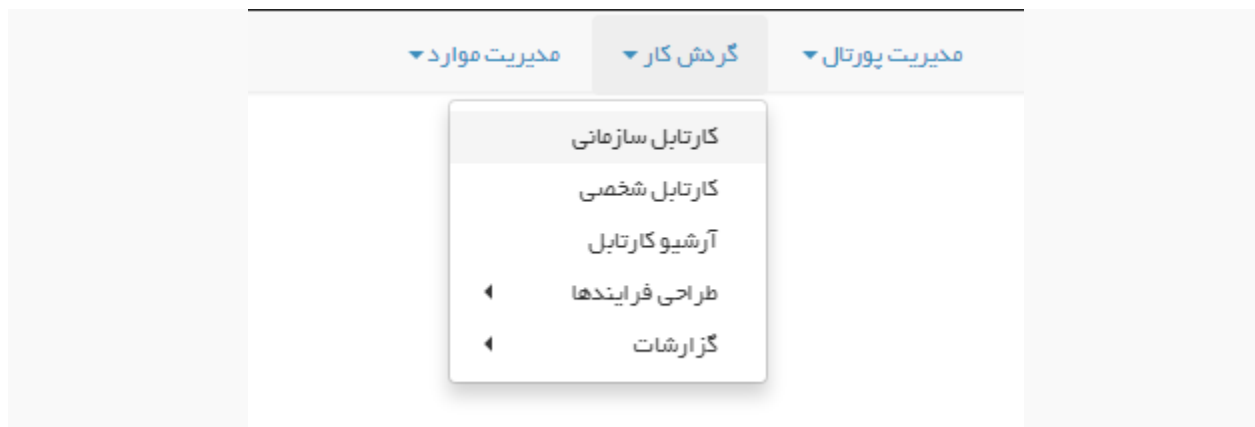 مدیریت پورتال گردش کار مدیریت موارد
کارتابل سازمانی
کارتابل شخصی
آرشیو کارتابل
طراحی فرایندها
گزارشات